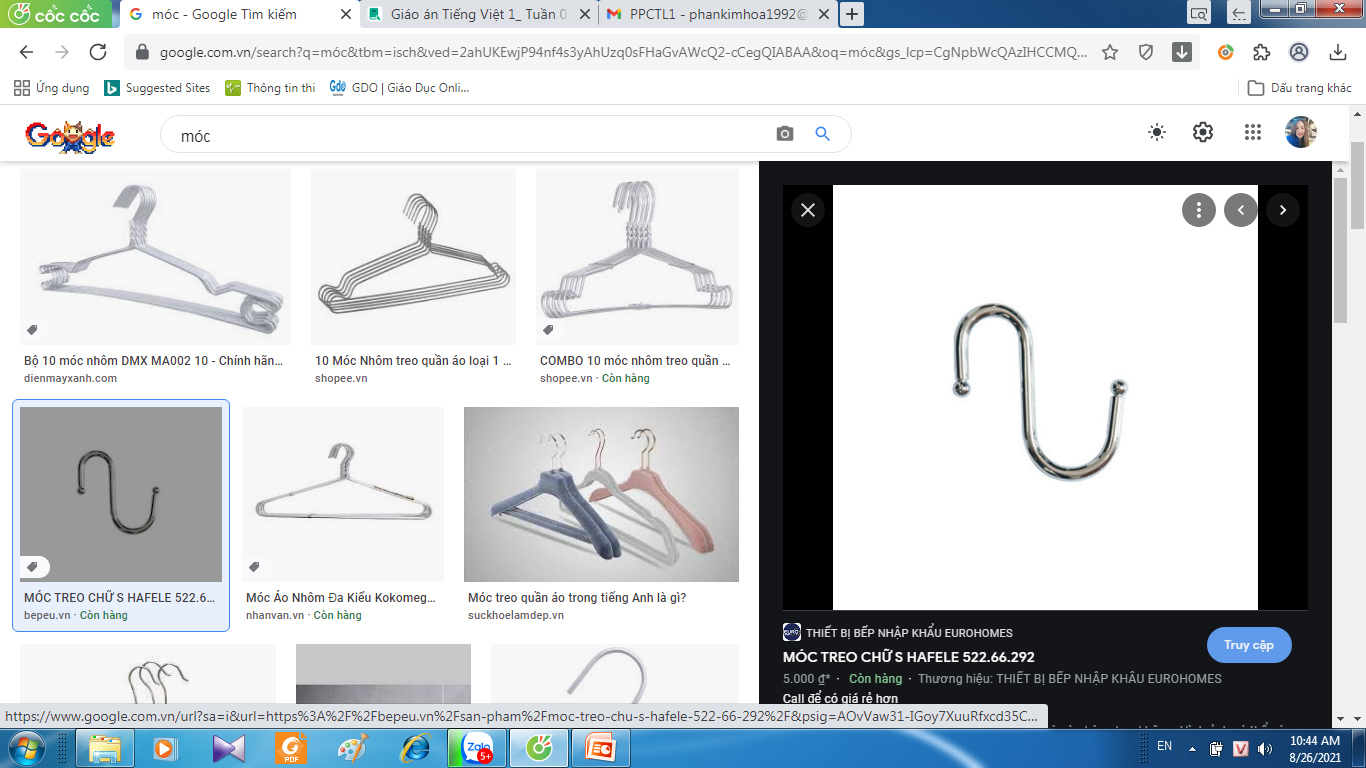 cốc cốc
móc - Google Tìm kiếm
Giáo án Tiếng Việt 1_ Tuần 0
PPCTL1 - phankimhoa1992@
google.com.vn/search?q=móc&tbm=isch&ved=2ahUKEwjP94nf4s3yAhUzq0sFHaGvAWcQ2-cCegQIABAA&oq=móc&gs_lcp=CgNpbWcQAzIHCCMQ...
Ứng dụng
Suggested Sites
Thông tin thi
GDO | Giáo Dục Onli...
Dấu trang khác
Google
móc
Bộ 10 móc nhôm DMX MA002 10 - Chính hãn...
dienmayxanh.com
10 Móc Nhôm treo quần áo loại 1 ...
shopee.vn
COMBO 10 móc nhôm treo quần ...
shopee.vn · Còn hàng
MÓC TREO CHỮ S HAFELE 522.6...
bepeu.vn · Còn hàng
Móc Áo Nhôm Đa Kiểu Kokomeg...
nhanvan.vn · Còn hàng
Móc treo quần áo trong tiếng Anh là gì?
suckhoelamdep.vn
THIẾT BỊ BẾP NHẬP KHẨU EUROHOMES
MÓC TREO CHỮ S HAFELE 522.66.292
Truy cập
5.000 ₫* · Còn hàng · Thương hiệu: THIẾT BỊ BẾP NHẬP KHẨU EUROHOMES
Call để có giá rẻ hơn
https://www.google.com.vn/url?sa=i&url=https%3A%2F%2Fbepeu.vn%2Fsan-pham%2Fmoc-treo-chu-s-hafele-522-66-292%2F&psig=AOvVaw31-IGoy7XuuRfxcd35C...
PDF
Zalo
5+
EN
V
10:44 AM
8/26/2021